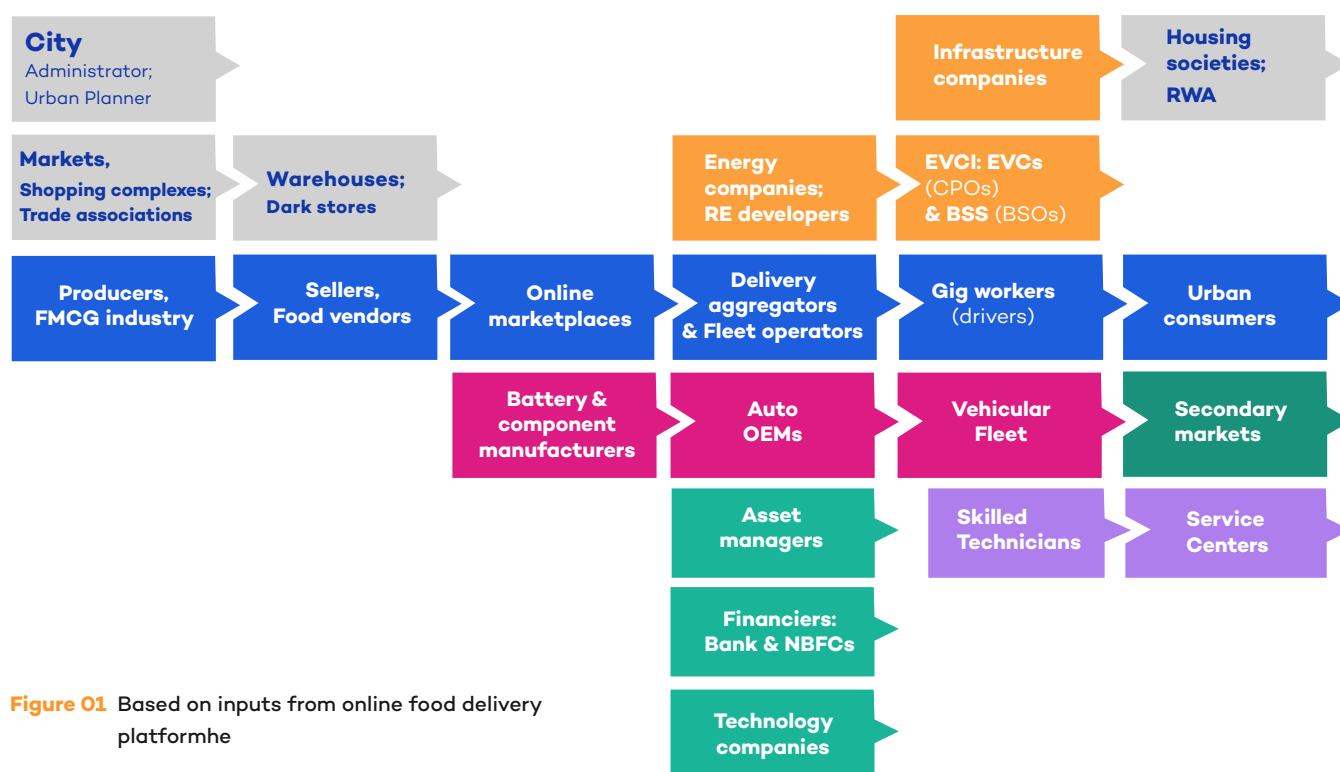 City
Administrator;
Urban Planner
Infrastructure
companies
Housing
societies;
RWA
Markets,
Shopping complexes;
Trade associations
Warehouses;
Dark stores
Energy
companies;
RE developers
EVCI: EVCs
(CPOs)
& BSS (BSOs)
Producers,
FMCG industry
Sellers,
Food vendors
Online
marketplaces
Delivery
aggregators
& Fleet operators
Gig workers
(drivers)
Urban
consumers
Battery &
component
manufacturers
Auto
OEMs
Vehicular
Fleet
Secondary
markets
Asset
managers
Skilled
Technicians
Service
Centers
Financiers:
Bank & NBFCs
Technology
companies
Figure 01 Based on inputs from online food delivery
platformhe